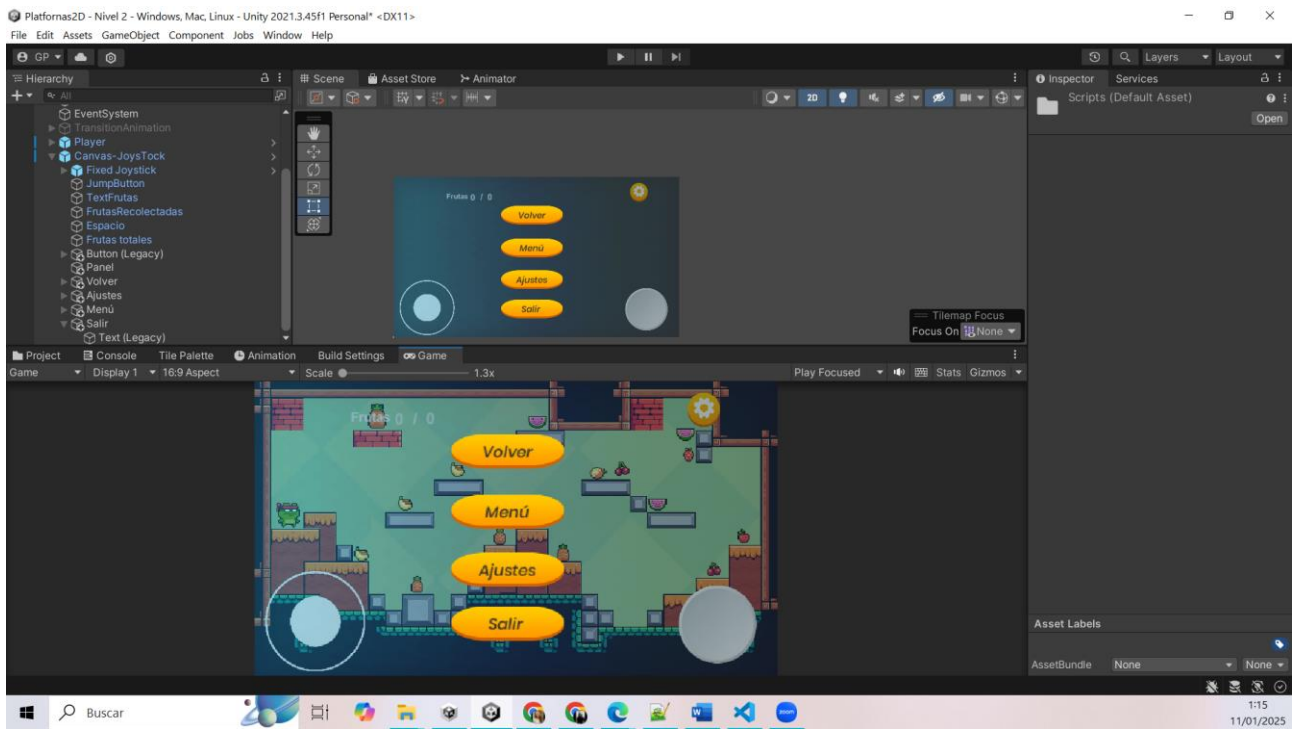 Platfornas2D - Nivel 2 - Windows, Mac, Linux - Unity 2021.3.45f1 Personal* <DX11>
File Edit Assets GameObject Component Jobs Window Help
GP
Layers
Layout
Hierarchy
All
EventSystem
TransitionAnimation
Player
Canvas-JoysTock
Fixed Joystick
JumpButton
TextFrutas
FrutasRecolectadas
Espacio
Frutas totales
Button (Legacy)
Panel
Volver
Ajustes
Menú
Salir
Text (Legacy)
Scene Asset Store Animator
2D
Frutas 0 / 0
Volver
Menú
Ajustes
Salir
Tilemap Focus
Focus On None
Inspector Services
Scripts (Default Asset)
Open
Project Console Tile Palette Animation Build Settings Game
Game Display 1 16:9 Aspect Scale 1.3x Play Focused Stats Gizmos
Frutas 0 / 0
Volver
Menú
Ajustes
Salir
Asset Labels
AssetBundle None None
Buscar
zoom
1:15
11/01/2025